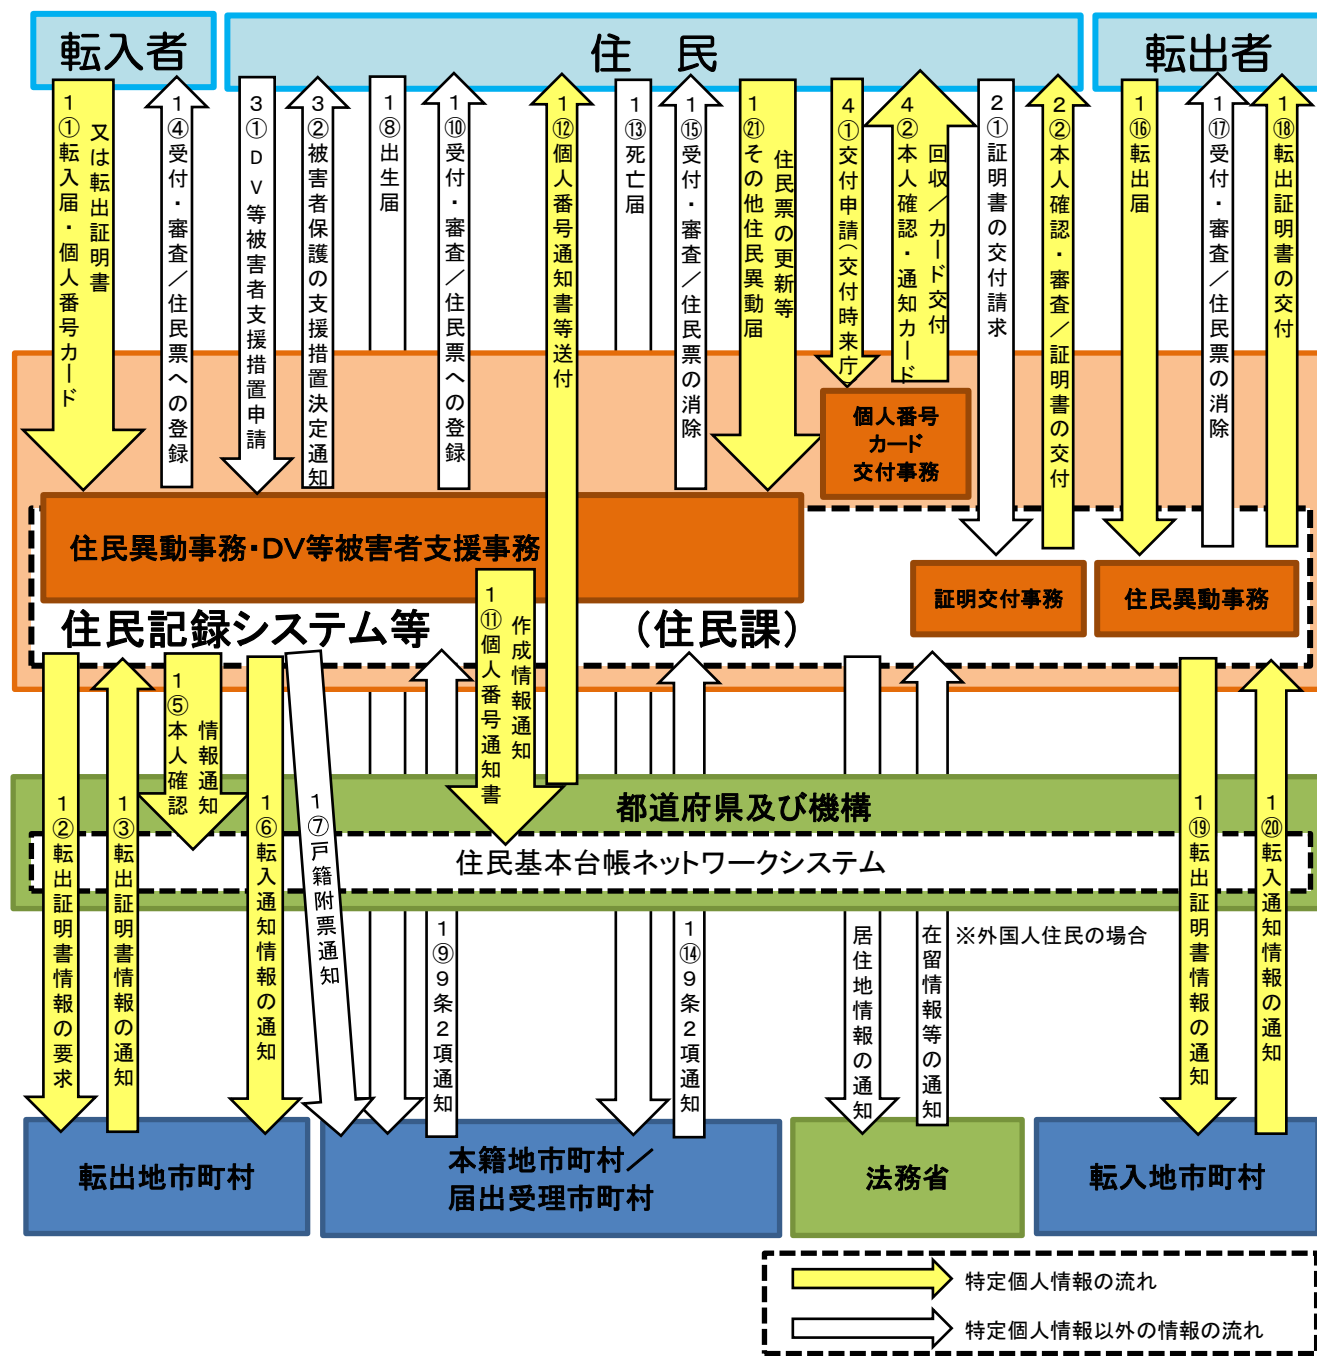 転入者
住　民
転出者
１①転入届・個人番号カード
又は転出証明書
１④受付・審査／住民票への登録
３①ＤＶ等被害者支援措置申請
３②被害者保護の支援措置決定通知
１⑧出生届
１⑩受付・審査／住民票への登録
１⑫個人番号通知書等送付
１⑬死亡届
１⑮受付・審査／住民票の消除
１㉑その他住民異動届
住民票の更新等
４①交付申請（交付時来庁）
４②本人確認・通知カード
回収／カード交付
２①証明書の交付請求
２②本人確認・審査／証明書の交付
１⑯転出届
１⑰受付・審査／住民票の消除
１⑱転出証明書の交付
個人番号
カード
交付事務
住民異動事務・DV等被害者支援事務
証明交付事務
住民異動事務
住民記録システム等
（住民課）
１②転出証明書情報の要求
１③転出証明書情報の通知
１⑤本人確認
情報通知
１⑥転入通知情報の通知
１⑦戸籍附票通知
１⑨９条２項通知
１⑪個人番号通知書
作成情報通知
１⑭９条２項通知
居住地情報の通知
在留情報等の通知
※外国人住民の場合
１⑲転出証明書情報の通知
１⑳転入通知情報の通知
都道府県及び機構
住民基本台帳ネットワークシステム
転出地市町村
本籍地市町村／
届出受理市町村
法務省
転入地市町村
特定個人情報の流れ
特定個人情報以外の情報の流れ